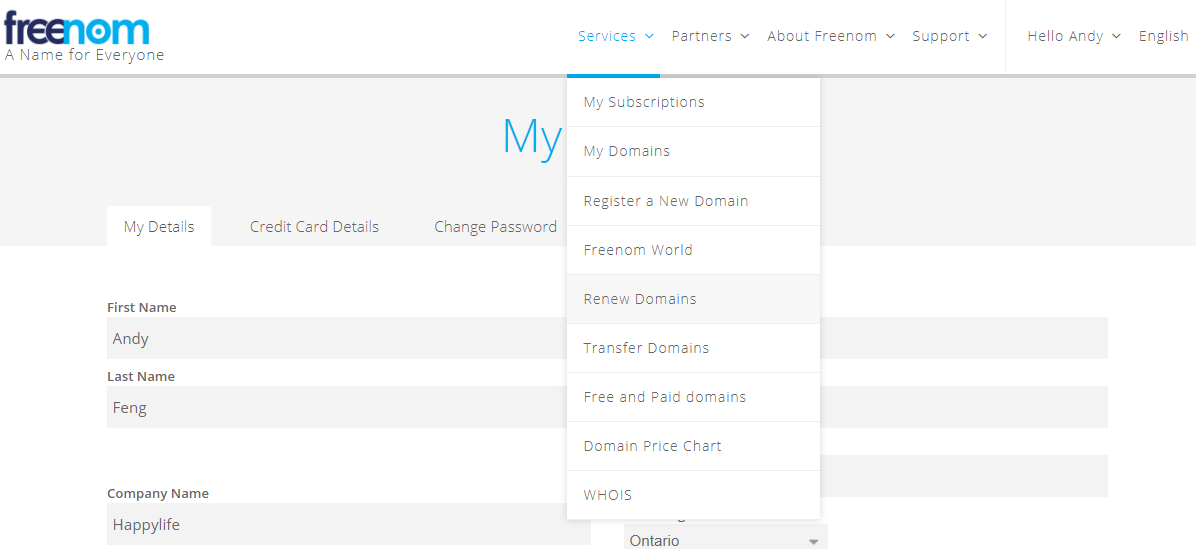 freenom
A Name for Everyone
Services Partners About Freenom Support Hello Andy English
My Subscriptions
My Domains
Register a New Domain
Freenom World
Renew Domains
Transfer Domains
Free and Paid domains
Domain Price Chart
WHOIS
My
My Details Credit Card Details Change Password
First Name
Andy
Last Name
Feng
Company Name
Happylife
Ontario